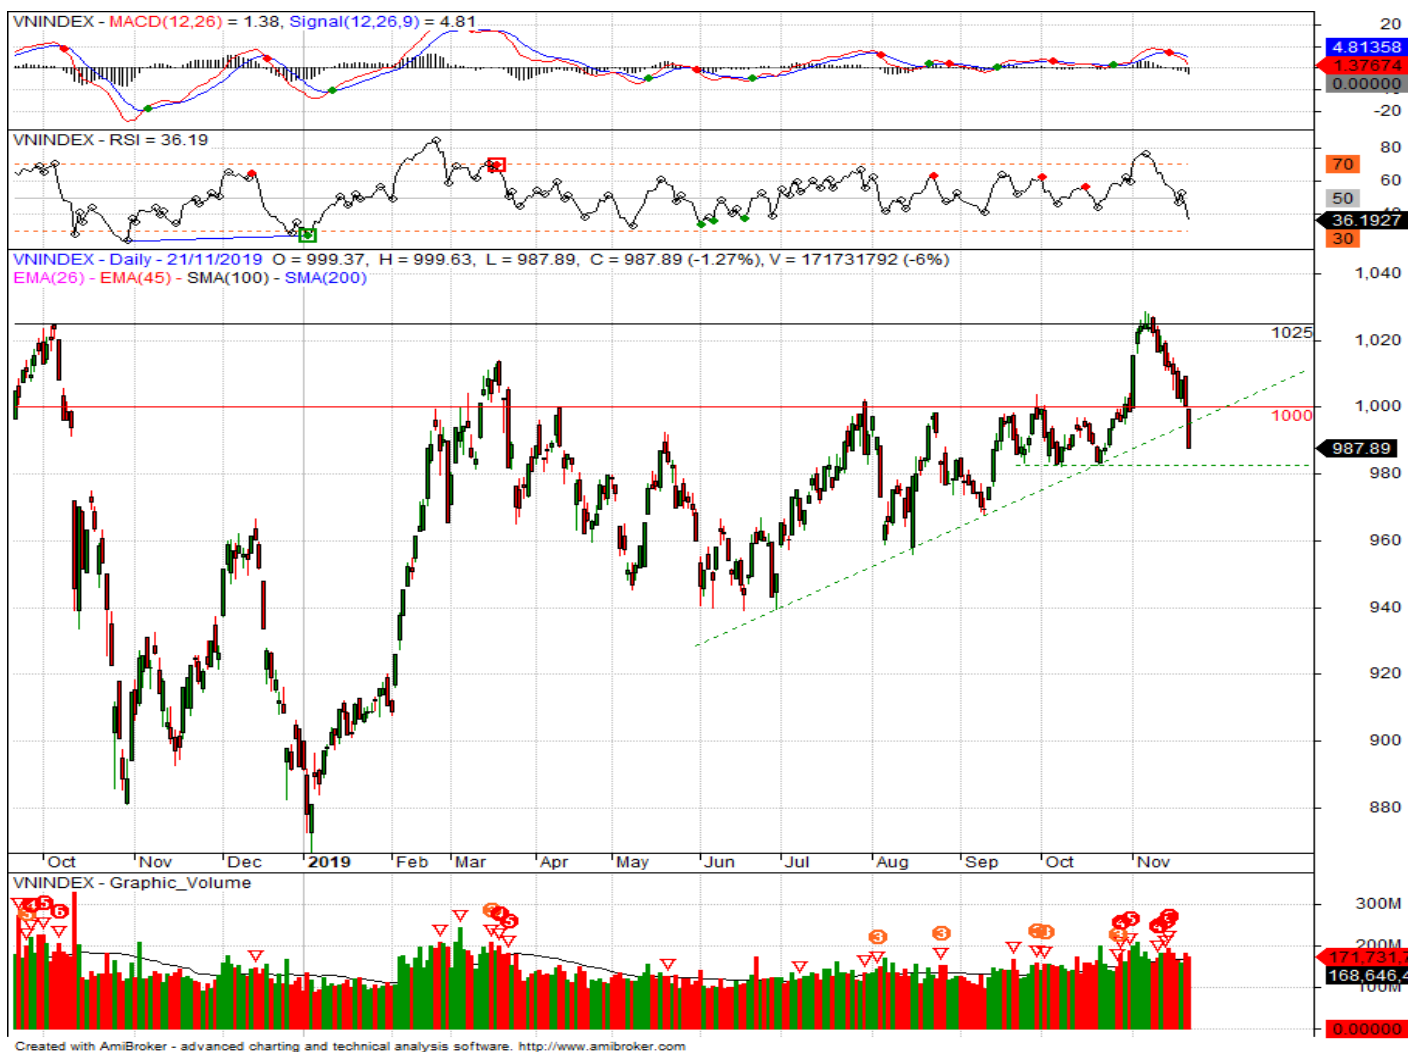 VNINDEX - MACD(12,26) = 1.38, Signal(12,26,9) = 4.81
20
4.81358
1.37674
0.00000
-20
VNINDEX - RSI = 36.19
80
70
60
50
36.1927
30
VNINDEX - Daily - 21/11/2019 O = 999.37, H = 999.63, L = 987.89, C = 987.89 (-1.27%), V = 171731792 (-6%)
EMA(26) - EMA(45) - SMA(100) - SMA(200)
1,040
1025
1,020
1,000
1000
987.89
980
960
940
920
900
880
Oct Nov Dec 2019 Feb Mar Apr May Jun Jul Aug Sep Oct Nov
VNINDEX - Graphic_Volume
300M
200M
171,731,7
168,646,4
100M
0.00000
Created with AmiBroker - advanced charting and technical analysis software. http://www.amibroker.com